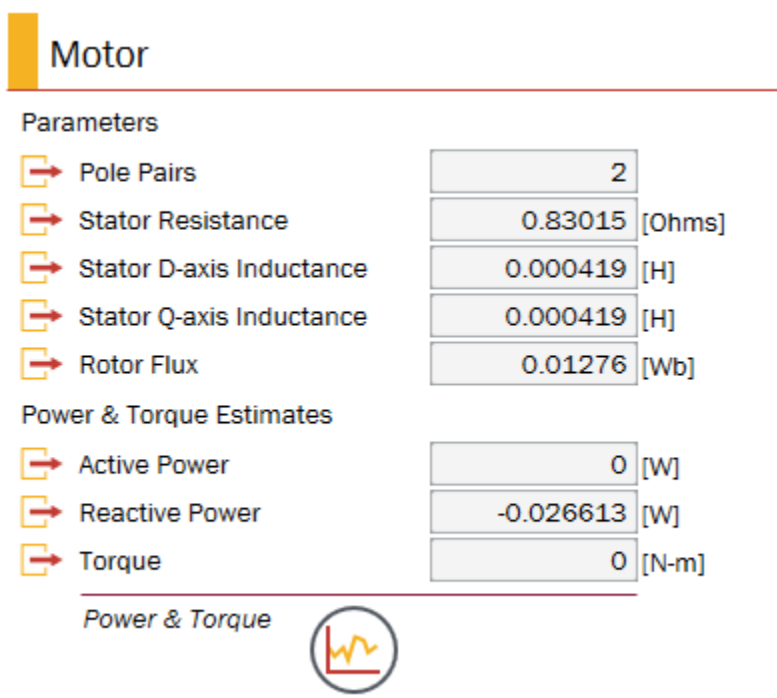 Motor
Parameters
Pole Pairs 2
Stator Resistance 0.83015 [Ohms]
Stator D-axis Inductance 0.000419 [H]
Stator Q-axis Inductance 0.000419 [H]
Rotor Flux 0.01276 [Wb]
Power & Torque Estimates
Active Power 0 [W]
Reactive Power -0.026613 [W]
Torque 0 [N-m]
Power & Torque